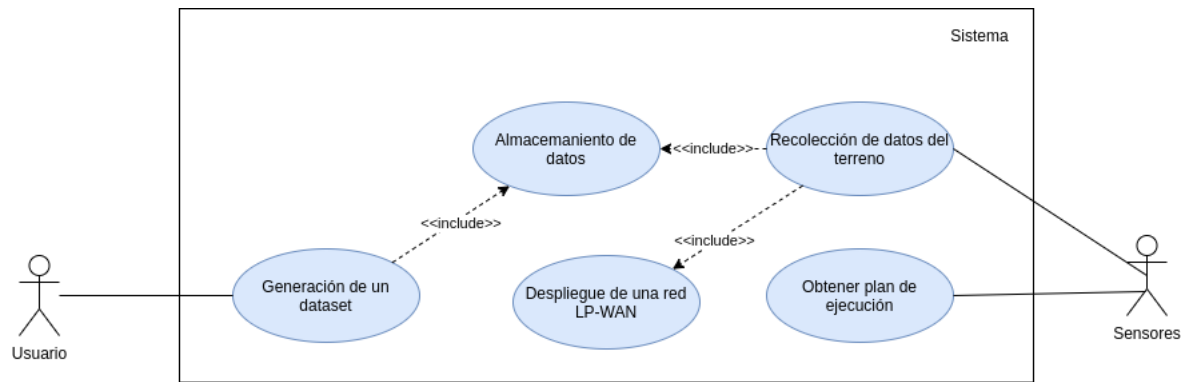 Sistema
Almacemaniento de
datos
<<include>>
Recolección de datos del
terreno
<<include>>
<<include>>
Generación de un
dataset
Despliegue de una red
LP-WAN
Obtener plan de
ejecución
Usuario
Sensores